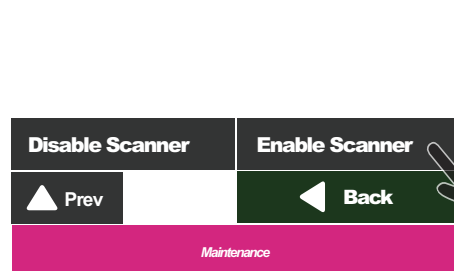 Disable Scanner
Enable Scanner
Prev
Back
Maintenance